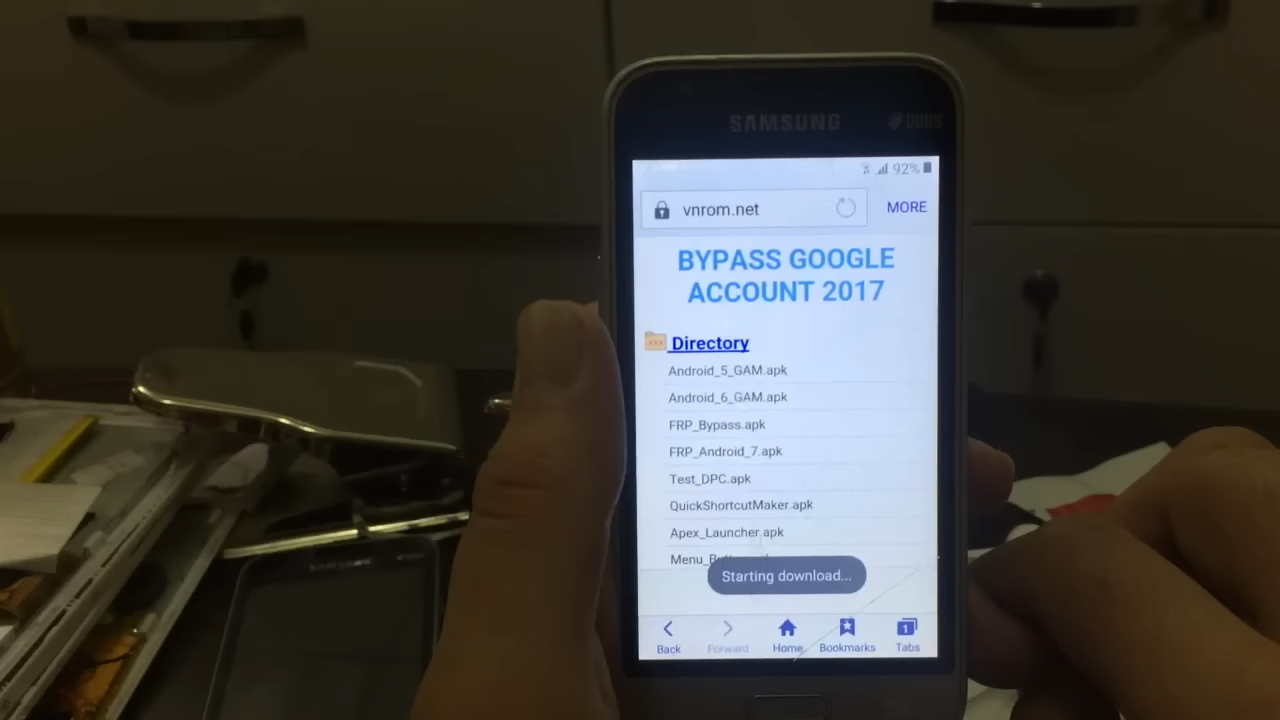 SAMSUNG
DUOS
92%
vnrom.net
MORE
BYPASS GOOGLE
ACCOUNT 2017
Directory
Android_5_GAM.apk
Android_6_GAM.apk
FRP_Bypass.apk
FRP_Android_7.apk
Test_DPC.apk
QuickShortcutMaker.apk
Apex_Launcher.apk
Starting download...
1
Back
Forward
Home
Bookmarks
Tabs
SAMSUNG